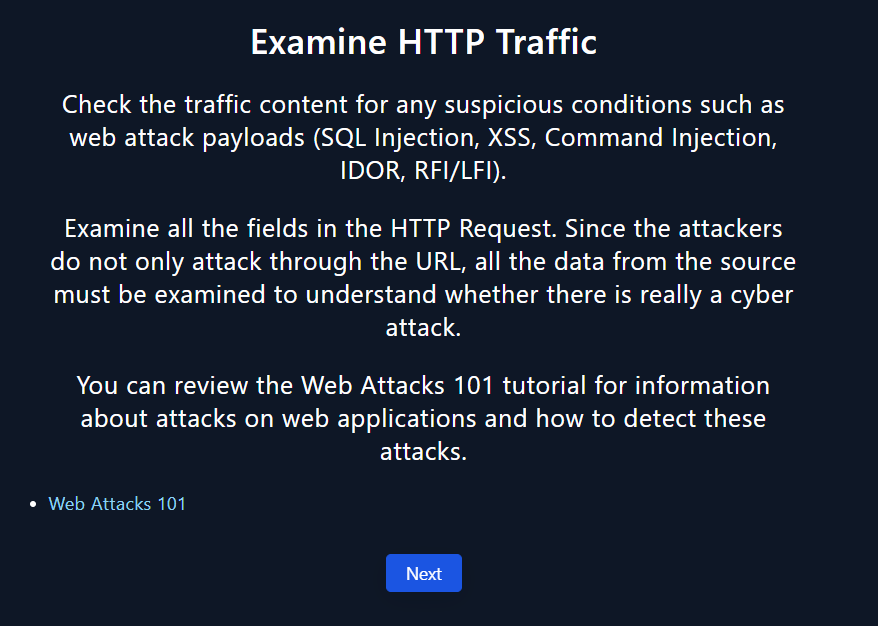 Examine HTTP Traffic
Check the traffic content for any suspicious conditions such as
web attack payloads (SQL Injection, XSS, Command Injection,
IDOR, RFI/LFI).
Examine all the fields in the HTTP Request. Since the attackers
do not only attack through the URL, all the data from the source
must be examined to understand whether there is really a cyber
attack.
You can review the Web Attacks 101 tutorial for information
about attacks on web applications and how to detect these
attacks.
• Web Attacks 101
Next